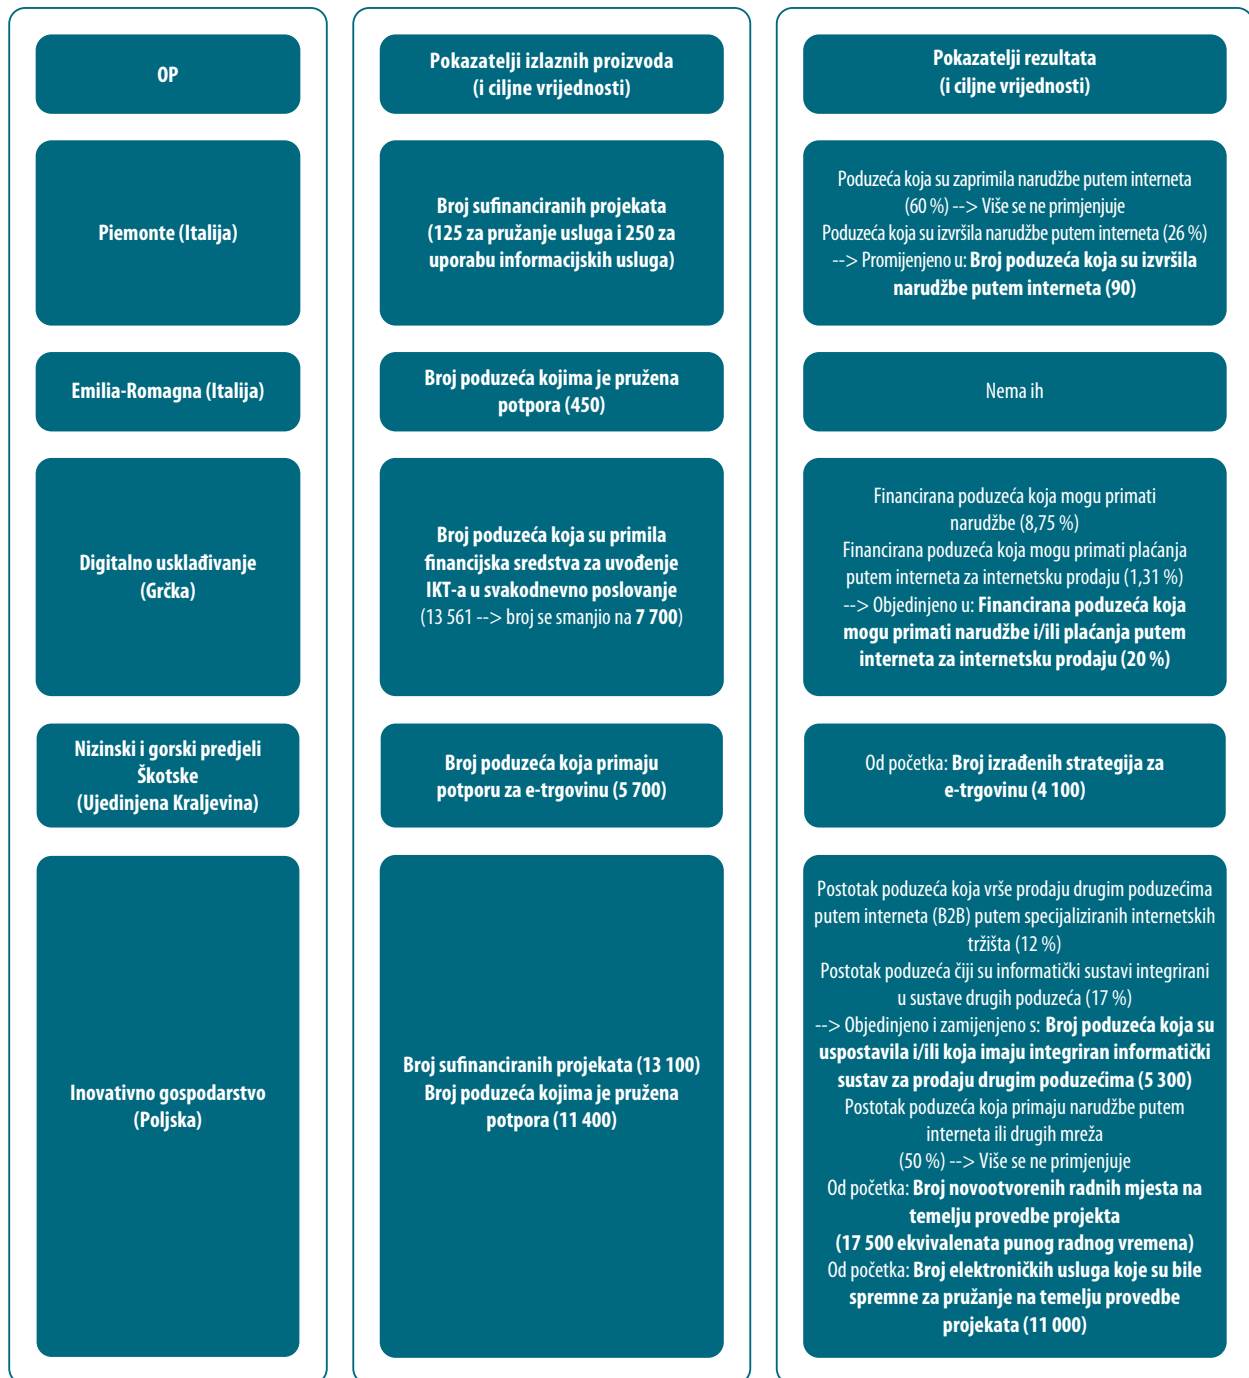 OP
Pokazatelji izlaznih proizvoda
(i ciljne vrijednosti)
Pokazatelji rezultata
(i ciljne vrijednosti)
Piemonte (Italija)
Broj sufinanciranih projekata
(125 za pružanje usluga i 250 za
uporabu informacijskih usluga)
Poduzeća koja su zaprimila narudžbe putem interneta
(60 %) --> Više se ne primjenjuje
Poduzeća koja su izvršila narudžbe putem interneta (26 %)
--> Promijenjeno u: Broj poduzeća koja su izvršila
narudžbe putem interneta (90)
Emilia-Romagna (Italija)
Broj poduzeća kojima je pružena
potpora (450)
Nema ih
Digitalno usklađivanje
(Grčka)
Broj poduzeća koja su primila
financijska sredstva za uvođenje
IKT-a u svakodnevno poslovanje
(13 561 --> broj se smanjio na 7 700)
Financirana poduzeća koja mogu primati
narudžbe (8,75 %)
Financirana poduzeća koja mogu primati plaćanja
putem interneta za internetsku prodaju (1,31 %)
--> Objedinjeno u: Financirana poduzeća koja
mogu primati narudžbe i/ili plaćanja putem
interneta za internetsku prodaju (20 %)
Nizinski i gorski predjeli
Škotske
(Ujedinjena Kraljevina)
Broj poduzeća koja primaju
potporu za e-trgovinu (5 700)
Od početka: Broj izrađenih strategija za
e-trgovinu (4 100)
Inovativno gospodarstvo
(Poljska)
Broj sufinanciranih projekata (13 100)
Broj poduzeća kojima je pružena
potpora (11 400)
Postotak poduzeća koja vrše prodaju drugim poduzećima
putem interneta (B2B) putem specijaliziranih internetskih
tržišta (12 %)
Postotak poduzeća čiji su informatički sustavi integrirani
u sustave drugih poduzeća (17 %)
--> Objedinjeno i zamijenjeno s: Broj poduzeća koja su
uspostavila i/ili koja imaju integriran informatički
sustav za prodaju drugim poduzećima (5 300)
Postotak poduzeća koja primaju narudžbe putem
interneta ili drugih mreža
(50 %) --> Više se ne primjenjuje
Od početka: Broj novootvorenih radnih mjesta na
temelju provedbe projekta
(17 500 ekvivalenata punog radnog vremena)
Od početka: Broj elektroničkih usluga koje su bile
spremne za pružanje na temelju provedbe
projekata (11 000)